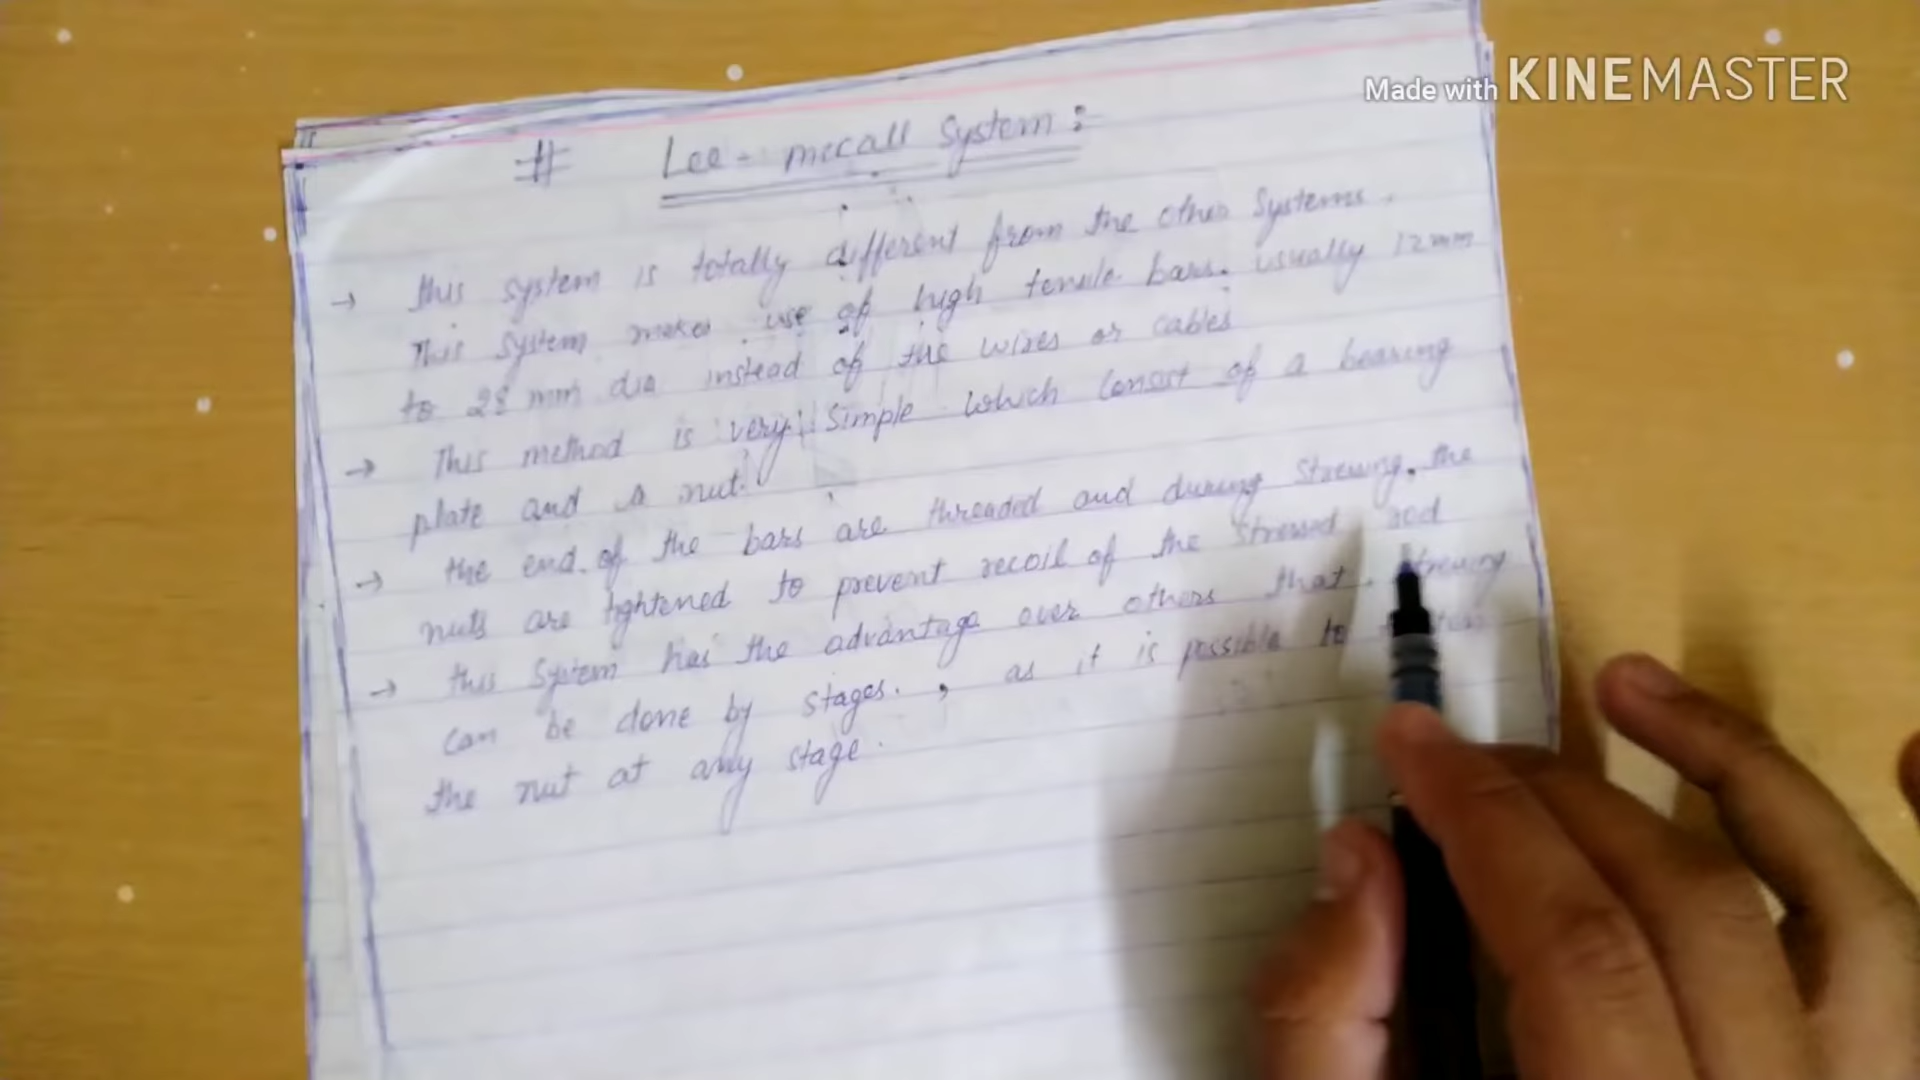 Made with KINEMASTER
# Lee - mccall System :-
→ this system is totally different from the other Systems.
This System makes use of high tensile bars. usually 12mm
to 28 mm dia instead of the wires or cables
→ This method is very simple which Consist of a bearing
plate and a nut.
→ the end of the bars are threaded and during stressing. the
nuts are tightened to prevent recoil of the stressed rod
→ this System has the advantage over others that. stressing
can be done by stages. , as it is possible to
the nut at any stage.